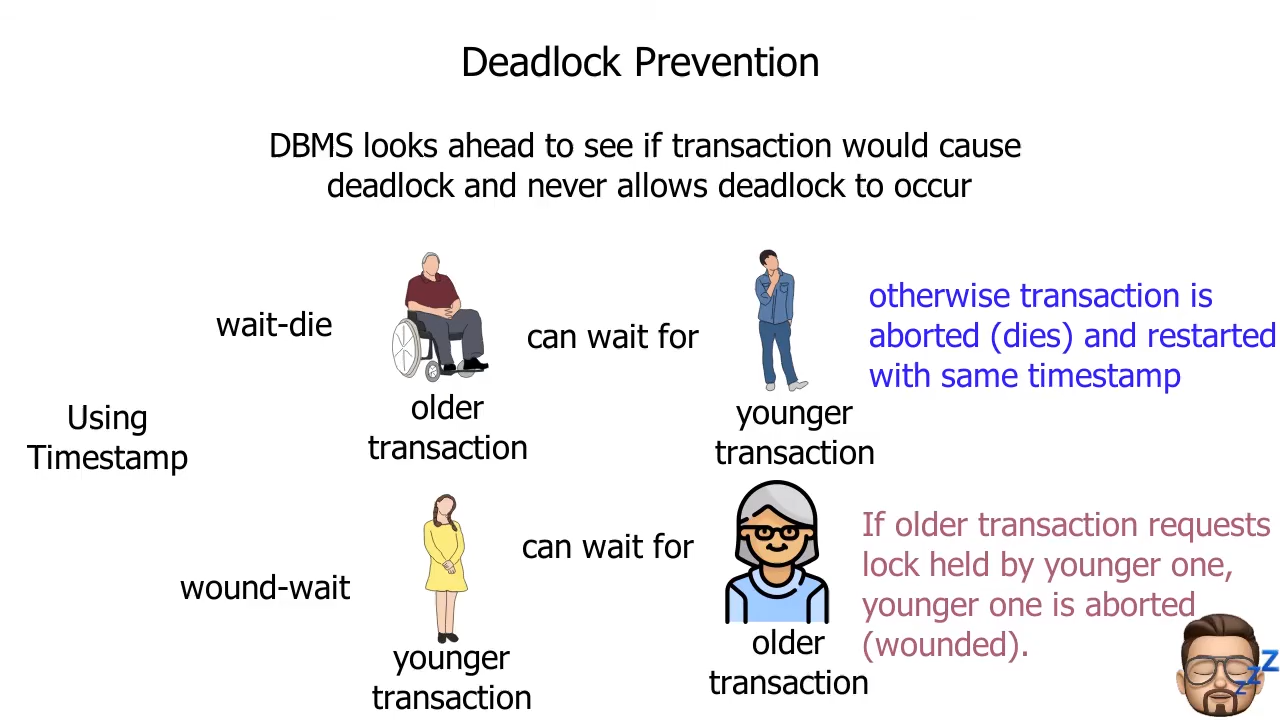 Deadlock Prevention
DBMS looks ahead to see if transaction would cause
deadlock and never allows deadlock to occur
Using
Timestamp
wait-die
older
transaction
can wait for
younger
transaction
otherwise transaction is
aborted (dies) and restarted
with same timestamp
wound-wait
younger
transaction
can wait for
older
transaction
If older transaction requests
lock held by younger one,
younger one is aborted
(wounded).
zzZ